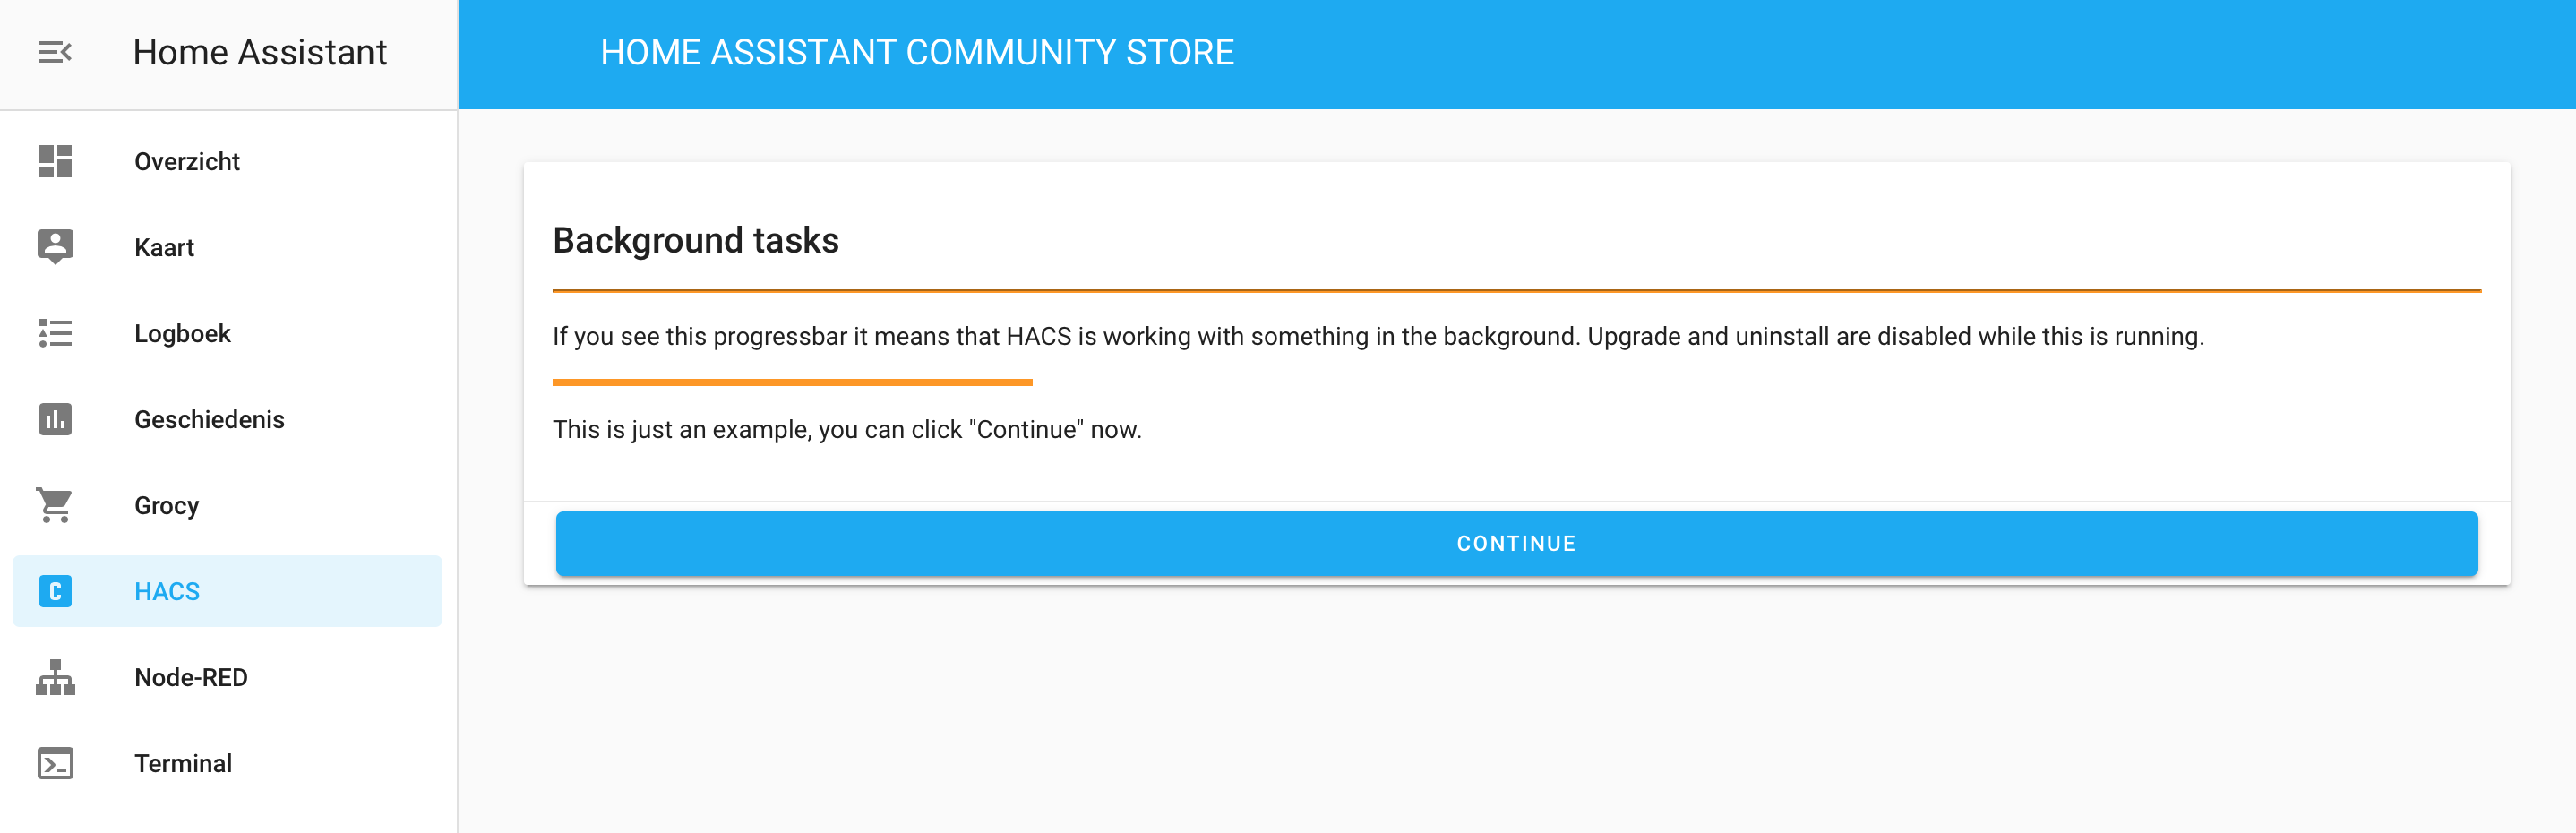 Home Assistant
HOME ASSISTANT COMMUNITY STORE
Overzicht
Kaart
Logboek
Geschiedenis
Grocy
C
HACS
Node-RED
Terminal
Background tasks
If you see this progressbar it means that HACS is working with something in the background. Upgrade and uninstall are disabled while this is running.
This is just an example, you can click "Continue" now.
CONTINUE